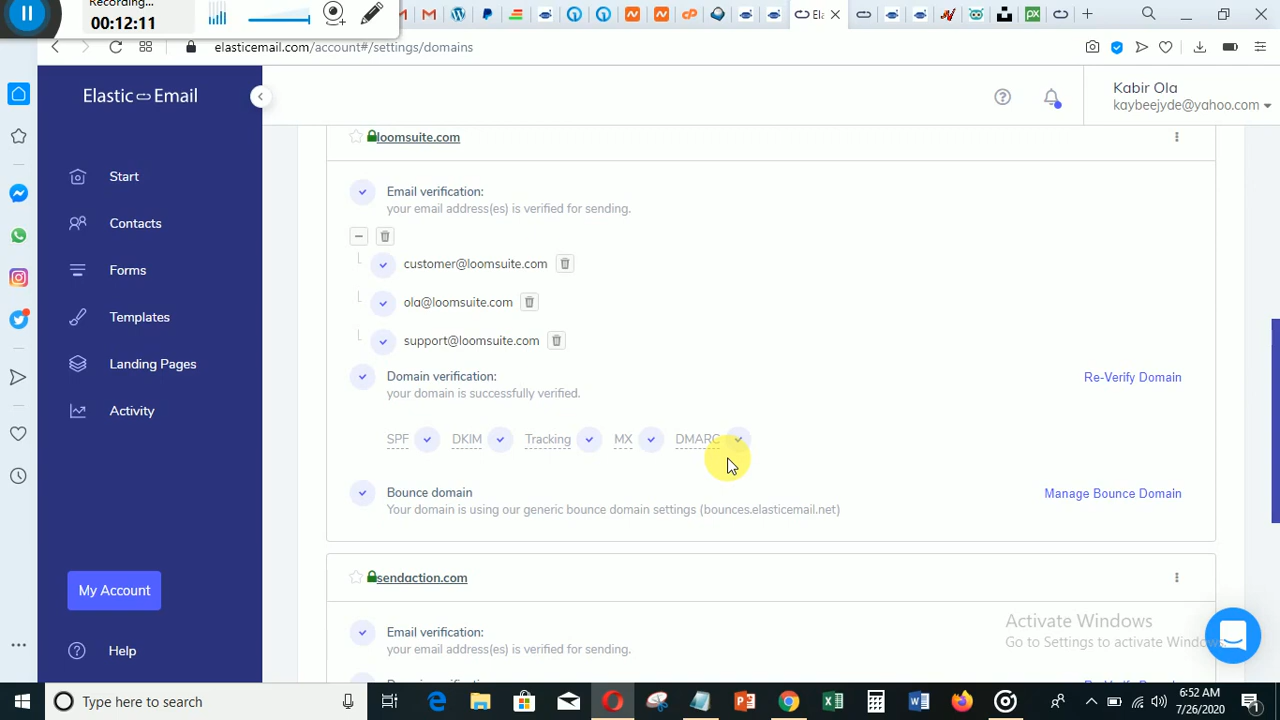 Recording...
00:12:11
Ela
elasticemail.com/account#/settings/domains
Elastic Email
Kabir Ola
kaybeejyde@yahoo.com
Start
Contacts
Forms
Templates
Landing Pages
Activity
My Account
Help
loomsuite.com
Email verification:
your email address(es) is verified for sending.
customer@loomsuite.com
ola@loomsuite.com
support@loomsuite.com
Domain verification:
your domain is successfully verified.
Re-Verify Domain
SPF DKIM Tracking MX DMARC
Bounce domain
Your domain is using our generic bounce domain settings (bounces.elasticemail.net)
Manage Bounce Domain
sendaction.com
Email verification:
your email address(es) is verified for sending.
Activate Windows
Go to Settings to activate Windows.
Type here to search
6:52 AM
7/26/2020